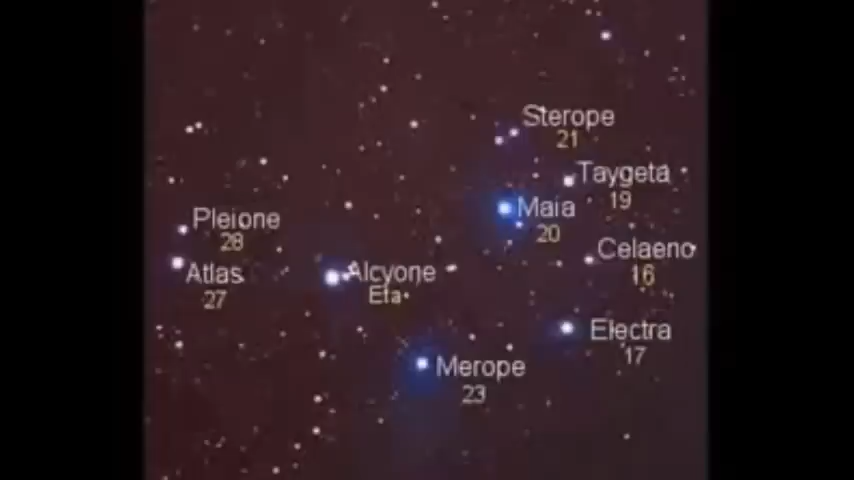 Sterope
21
Taygeta
19
Maia
20
Pleione
28
Celaeno
16
Atlas
27
Alcyone
Eta
Electra
17
Merope
23